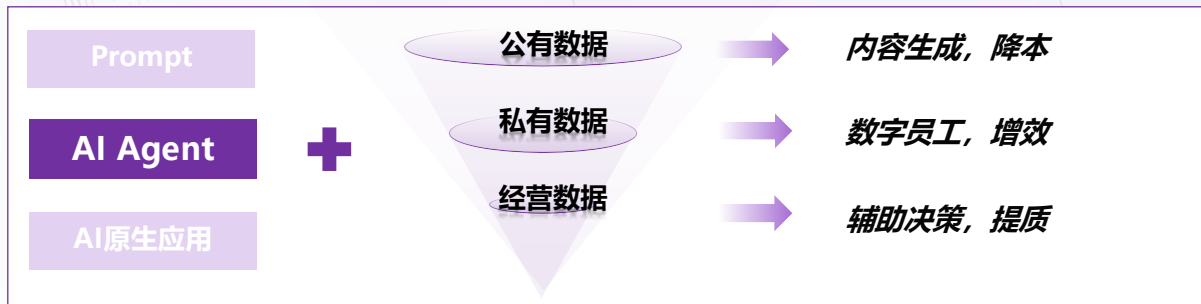 Prompt
AI Agent
AI原生应用
公有数据
私有数据
经营数据
内容生成，降本
数字员工，增效
辅助决策，提质